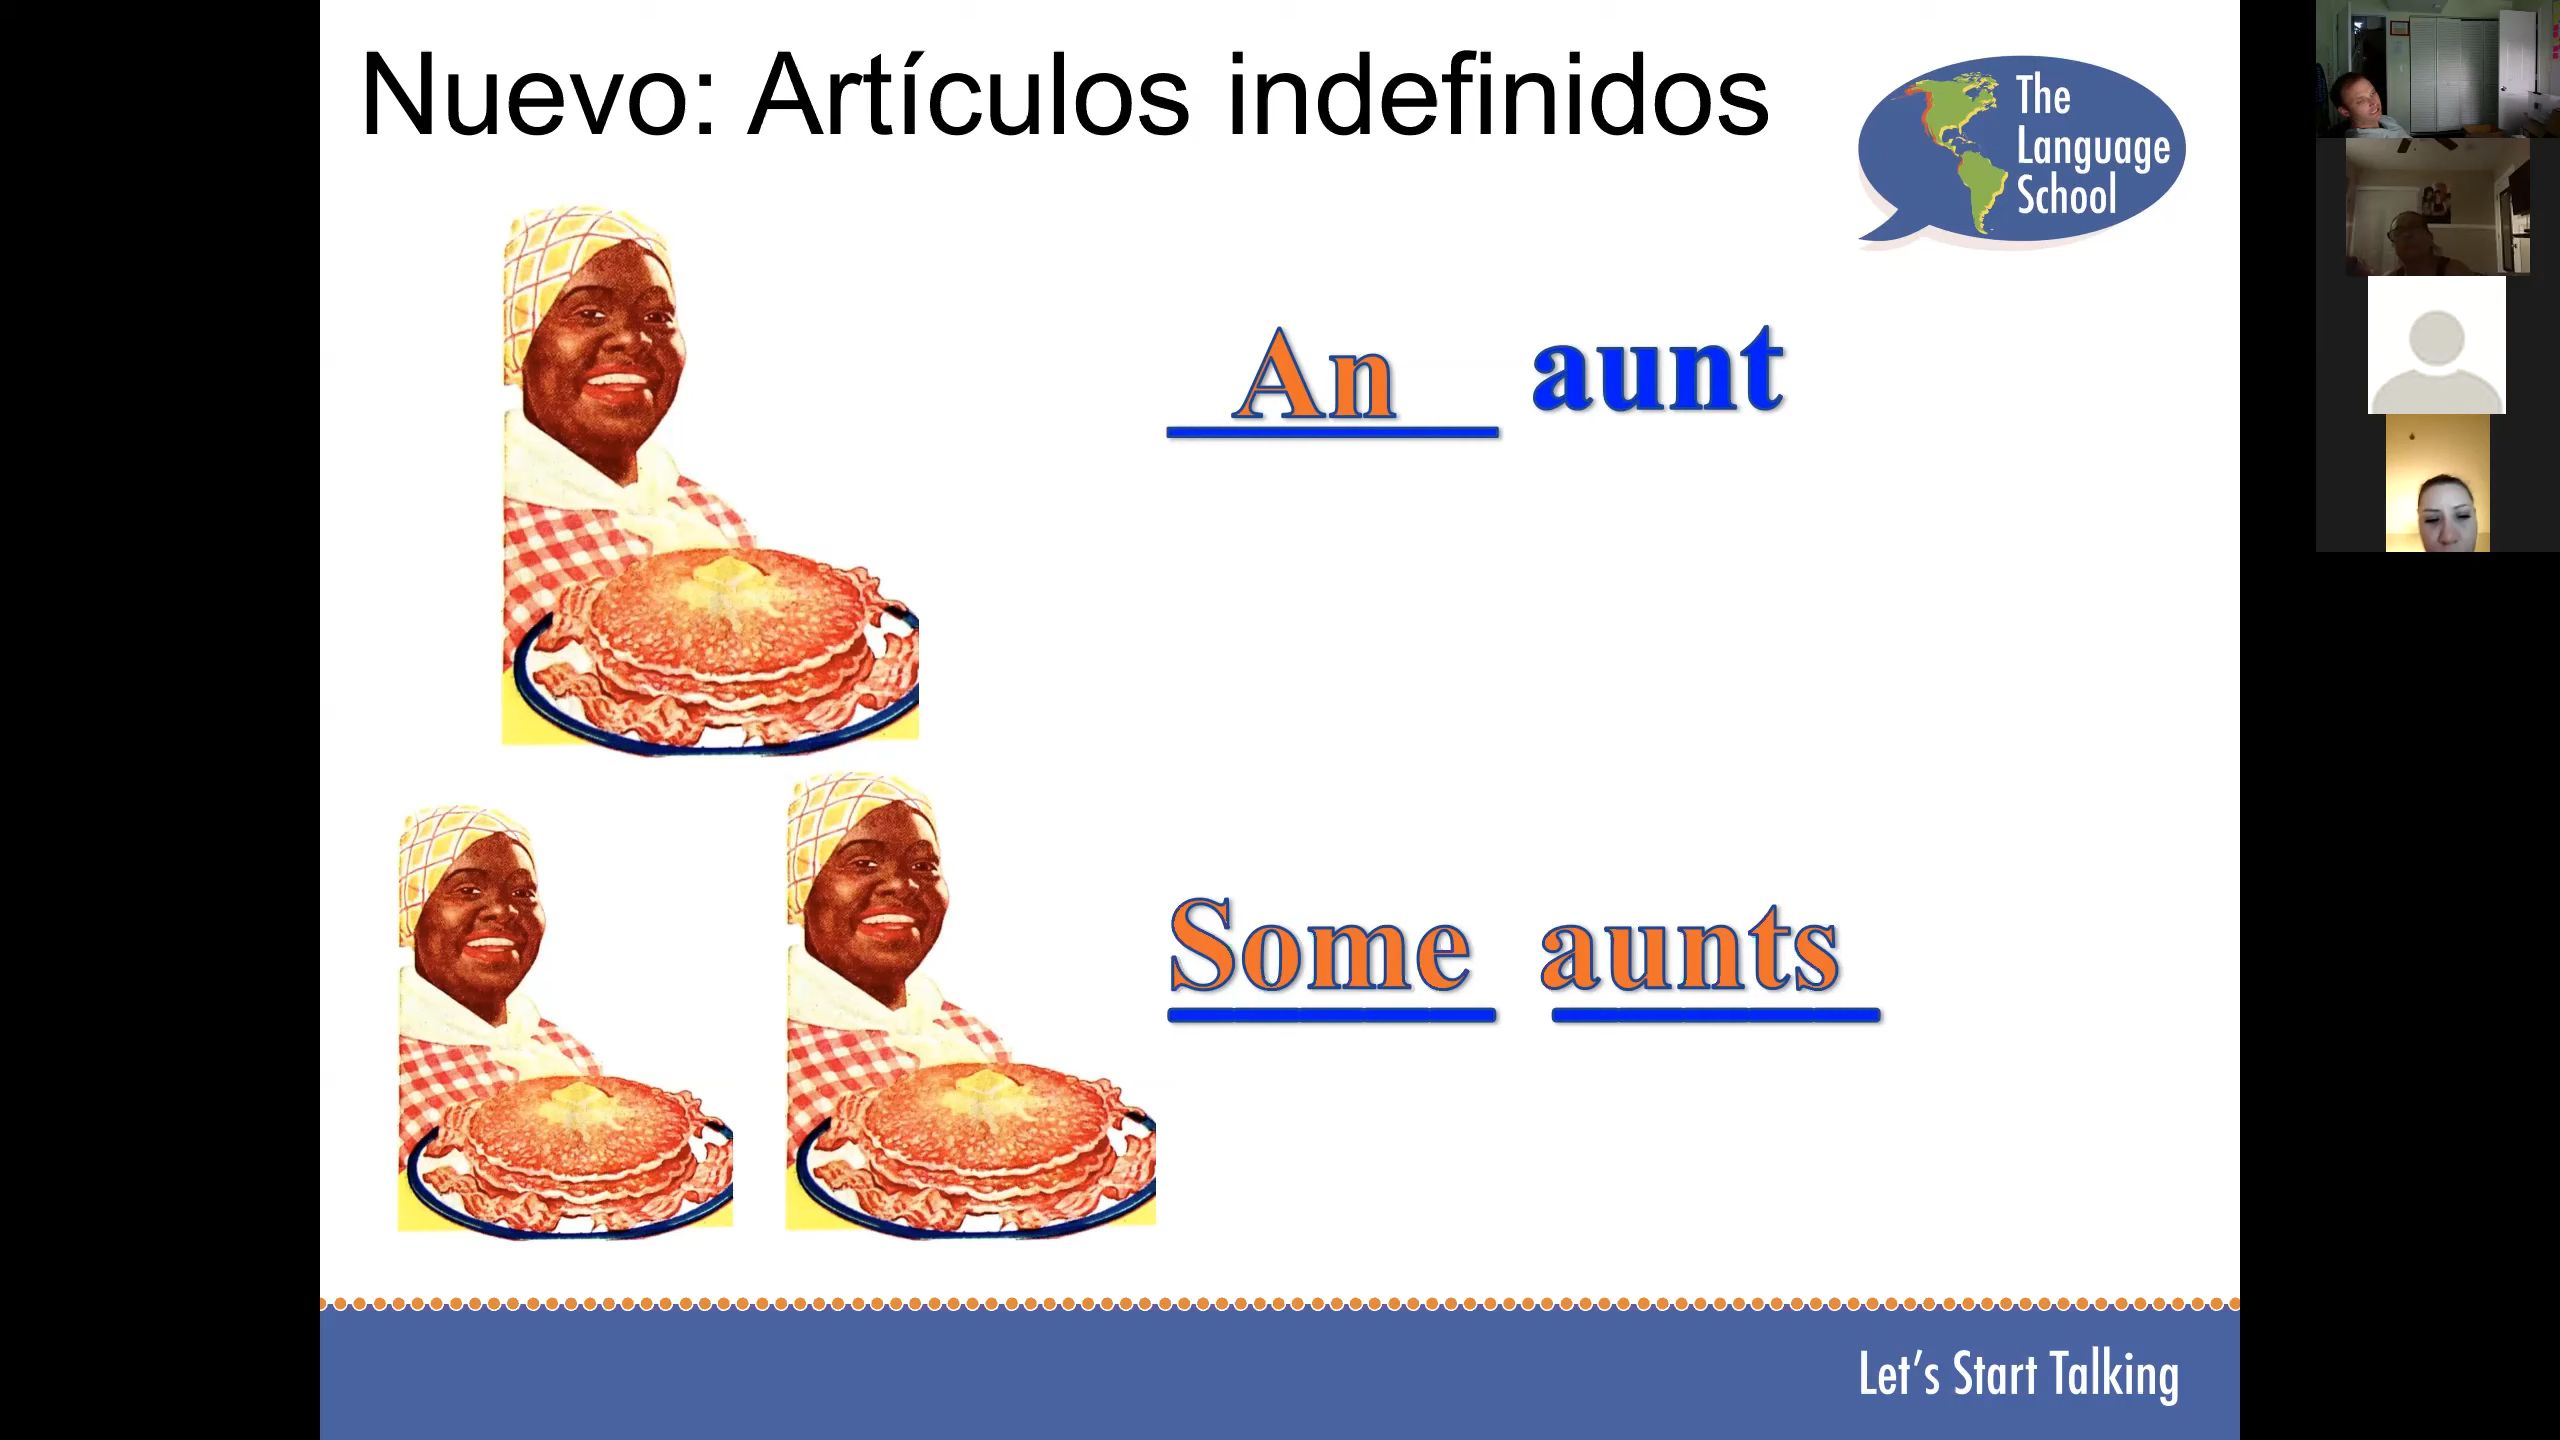 Nuevo: Artículos indefinidos
The
Language
School
An aunt
Some aunts
Let's Start Talking